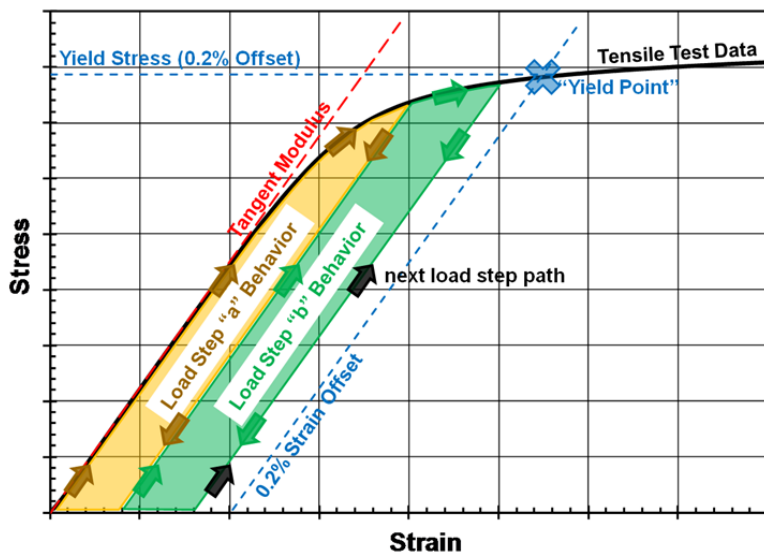 Yield Stress (0.2% Offset)
Tensile Test Data
“Yield Point”
Tangent Modulus
Load Step “a” Behavior
Load Step “b” Behavior
next load step path
0.2% Strain Offset
Stress
Strain